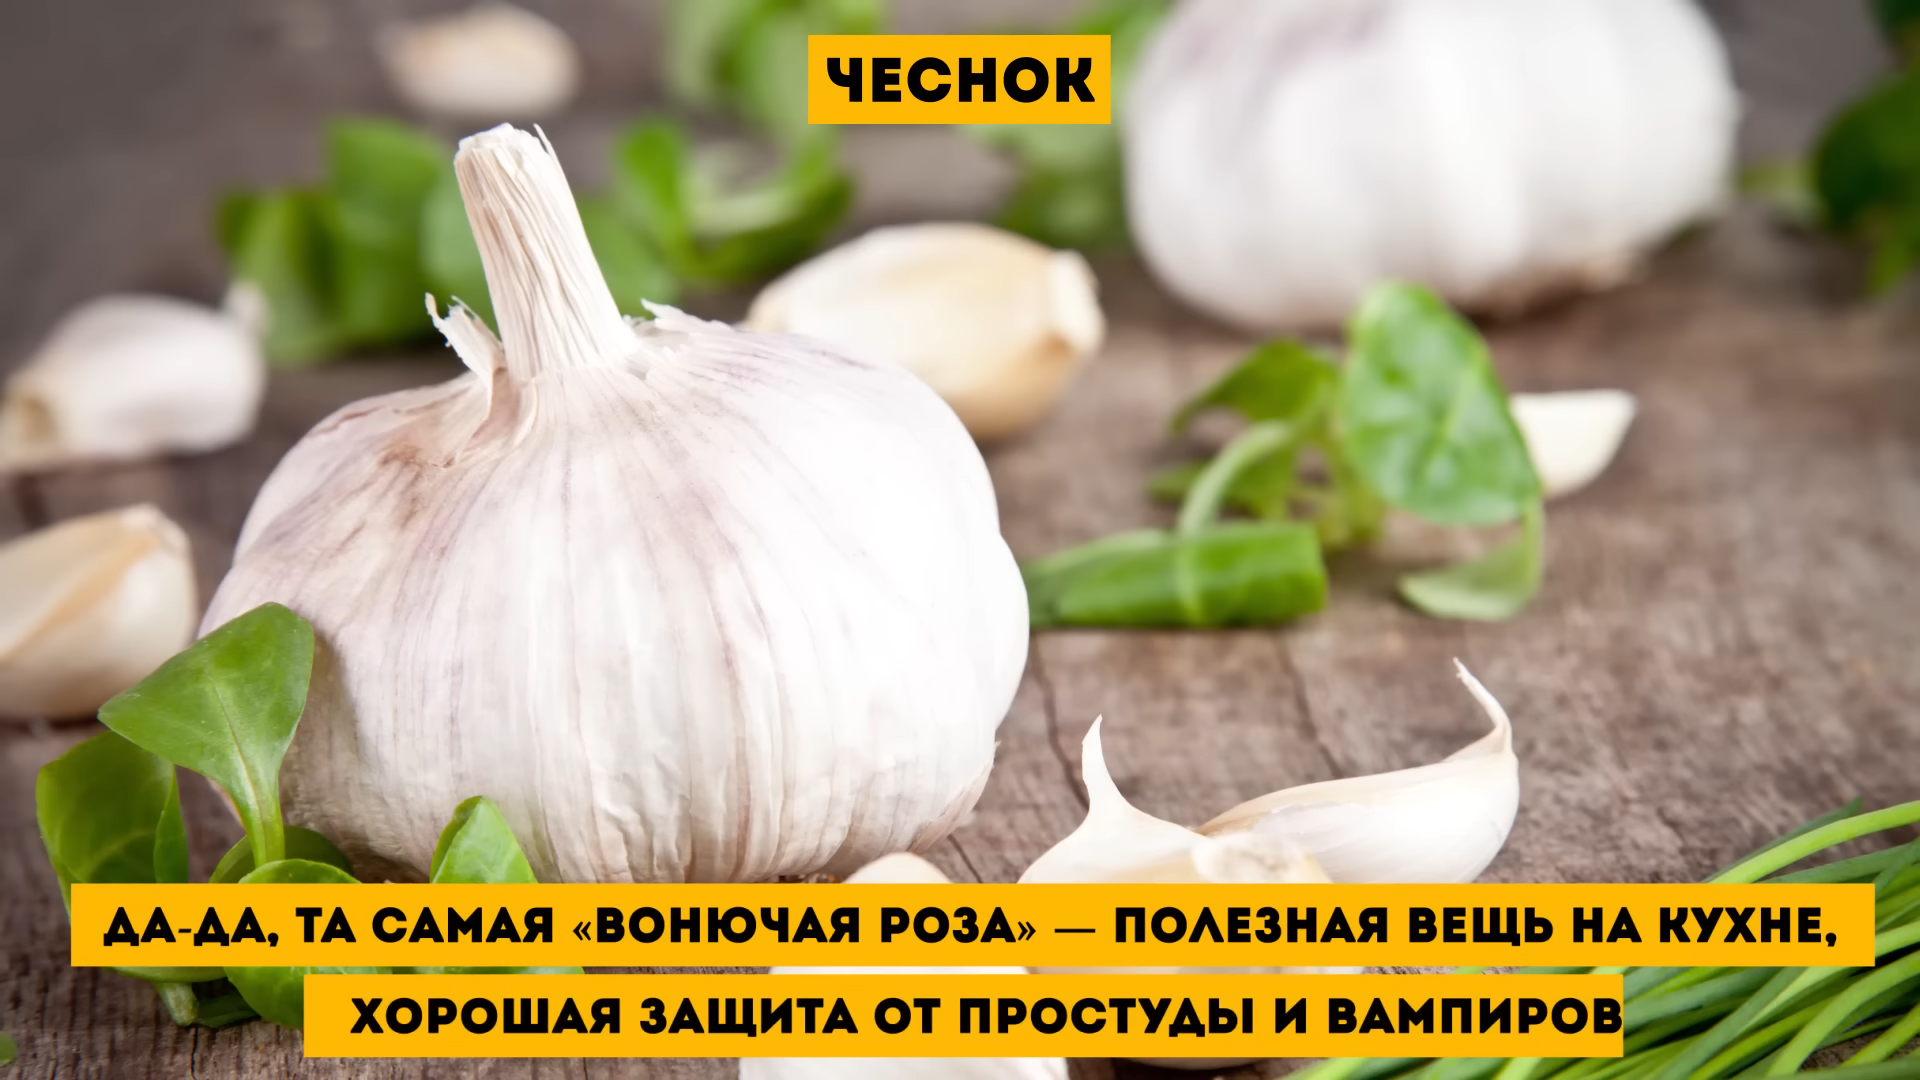 ЧЕСНОК
ДА-ДА, ТА САМАЯ «ВОНЮЧАЯ РОЗА» — ПОЛЕЗНАЯ ВЕЩЬ НА КУХНЕ,
ХОРОШАЯ ЗАЩИТА ОТ ПРОСТУДЫ И ВАМПИРОВ